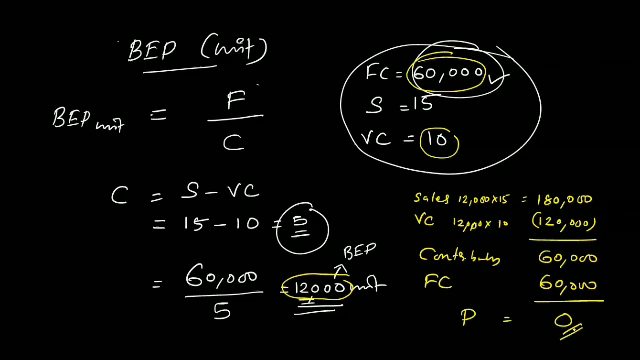 BEP (unit)
BEP unit = F / C
C = S - VC
= 15 - 10 = 5
= 60,000 / 5 = 12000 unit
BEP
FC = 60,000
S = 15
VC = 10
Sales 12,000 x 15 = 180,000
VC 12,000 x 10 (120,000)
60,000
FC 60,000
P = 0